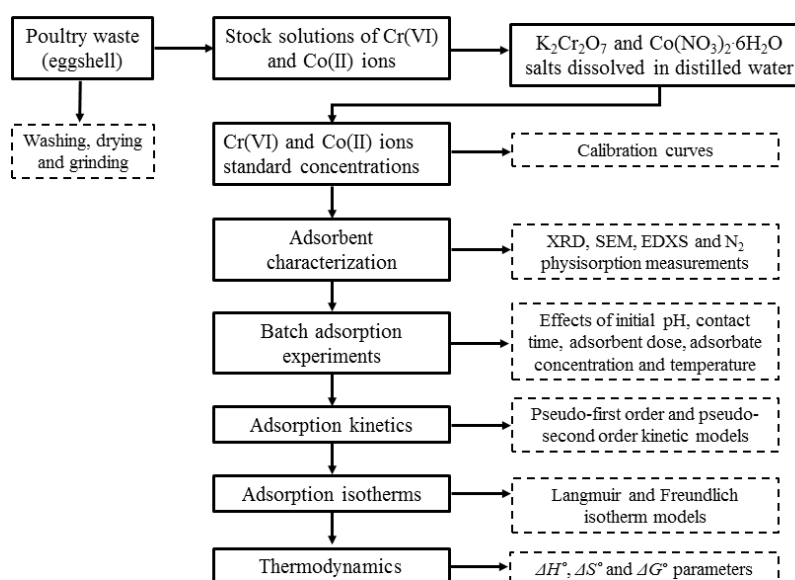 Poultry waste
(eggshell)
Stock solutions of Cr(VI)
and Co(II) ions
K₂Cr₂O₇ and Co(NO₃)₂·6H₂O
salts dissolved in distilled water
Washing, drying
and grinding
Cr(VI) and Co(II) ions
standard concentrations
Calibration curves
Adsorbent
characterization
XRD, SEM, EDXS and N₂
physisorption measurements
Batch adsorption
experiments
Effects of initial pH, contact
time, adsorbent dose, adsorbate
concentration and temperature
Adsorption kinetics
Pseudo-first order and pseudo-
second order kinetic models
Adsorption isotherms
Langmuir and Freundlich
isotherm models
Thermodynamics
ΔH°, ΔS° and ΔG° parameters